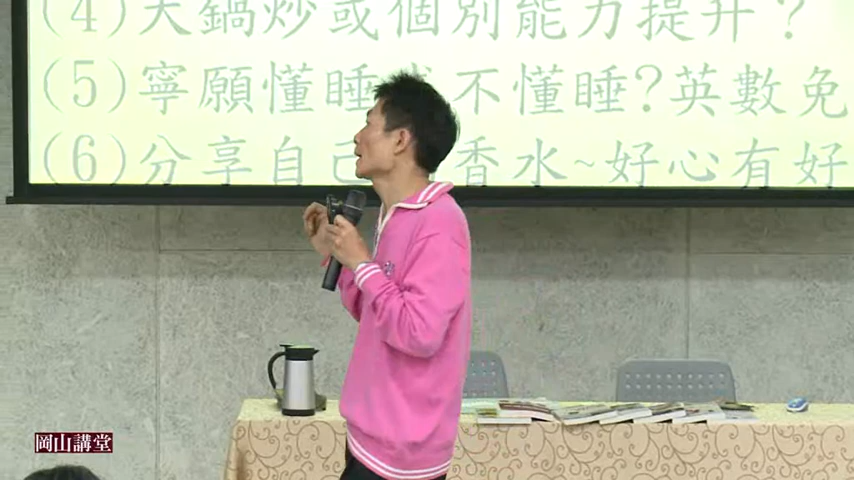 (4)大鍋炒或個別能力提升?
(5)寧願懂睡 不懂睡?英數免
(6)分享自己 香水~好心有好
岡山講堂